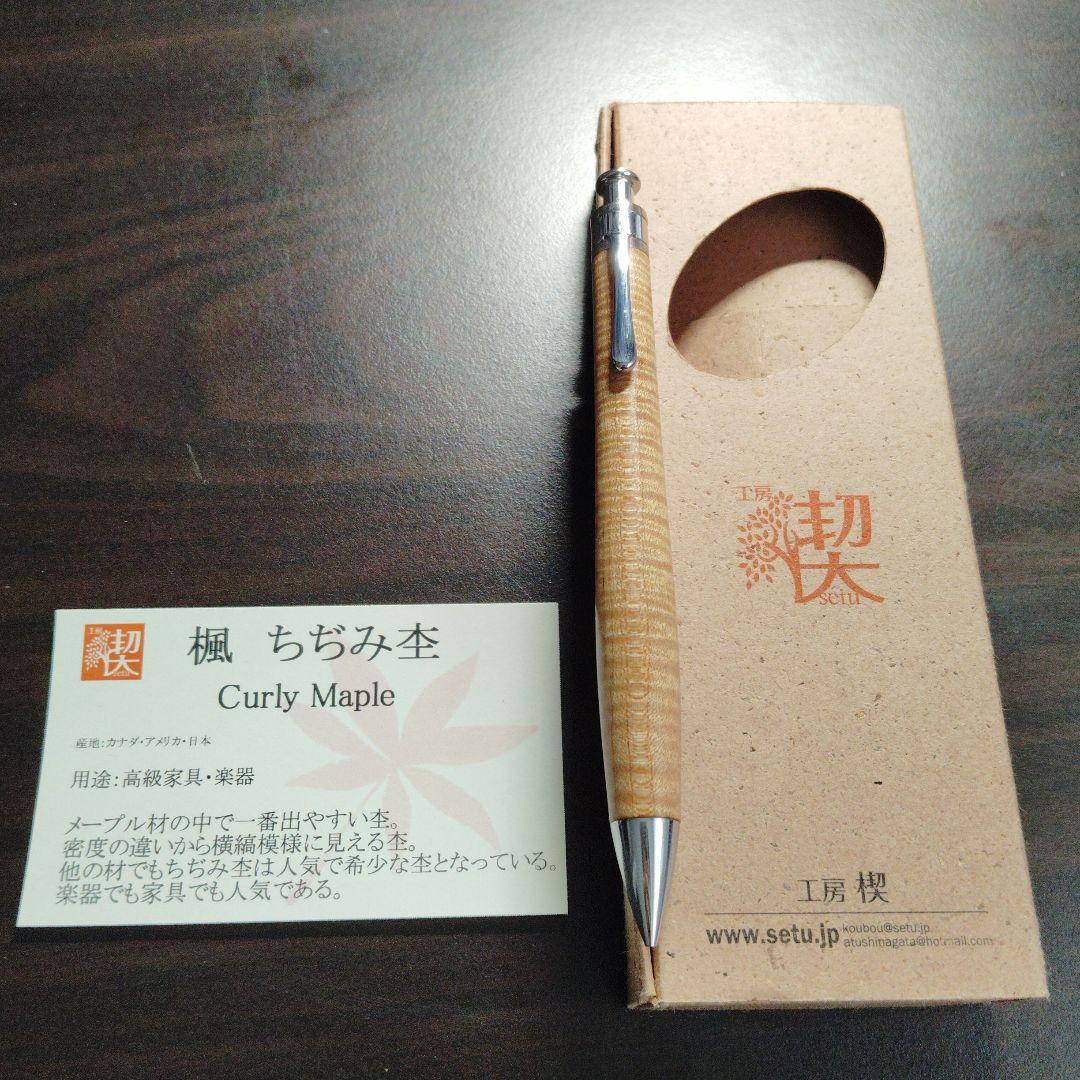 工房
楔
setu
楓 ちぢみ杢
Curly Maple
産地：カナダ・アメリカ・日本
用途：高級家具・楽器
メープル材の中で一番出やすい杢。
密度の違いから横縞模様に見える杢。
他の材でもちぢみ杢は人気で希少な杢となっている。
楽器でも家具でも人気である。
工房
楔
setu
工房 楔
www.setu.jp
koubou@setu.jp
atushinagata@hotmail.com